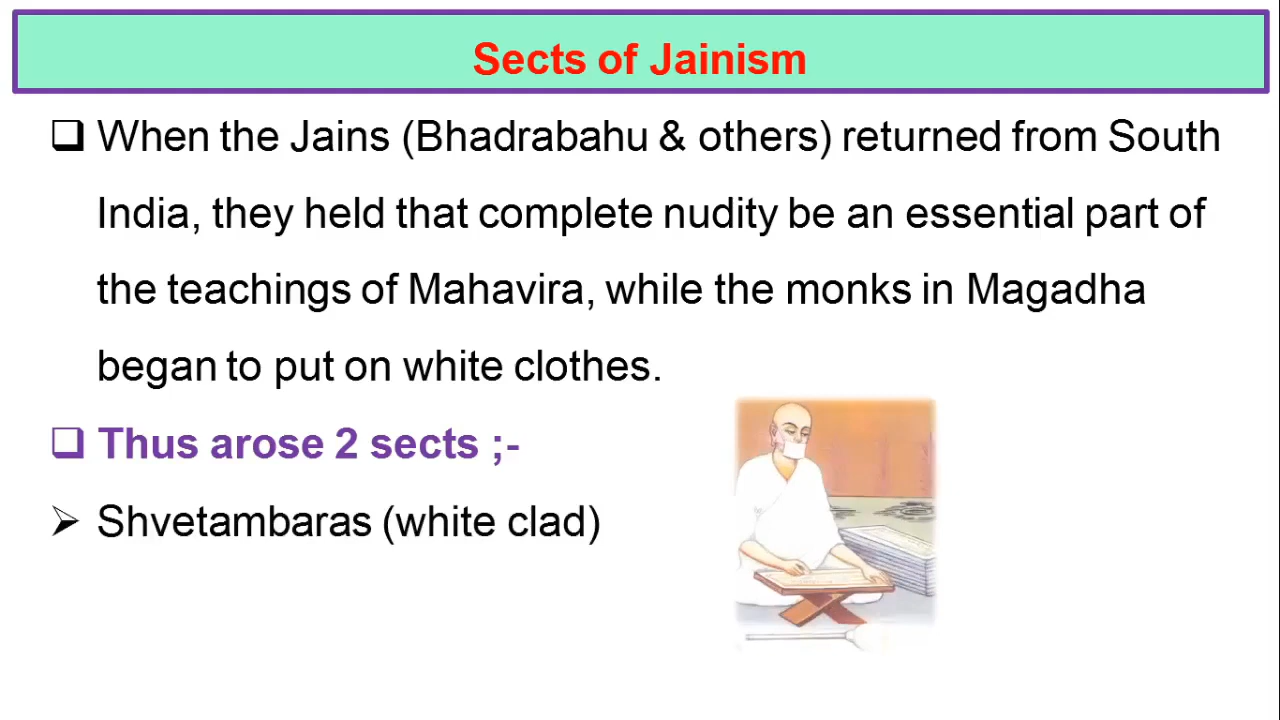 Sects of Jainism
❑ When the Jains (Bhadrabahu & others) returned from South
India, they held that complete nudity be an essential part of
the teachings of Mahavira, while the monks in Magadha
began to put on white clothes.
❑ Thus arose 2 sects ;-
➢ Shvetambaras (white clad)